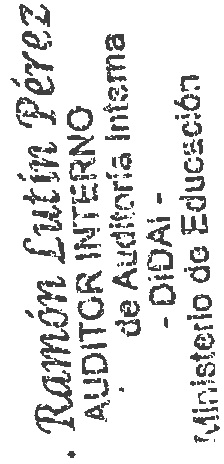 Ramón Lutín Pérez
AUDITOR INTERNO
de Auditoría Interna
- DIDAI -
Ministerio de Educación